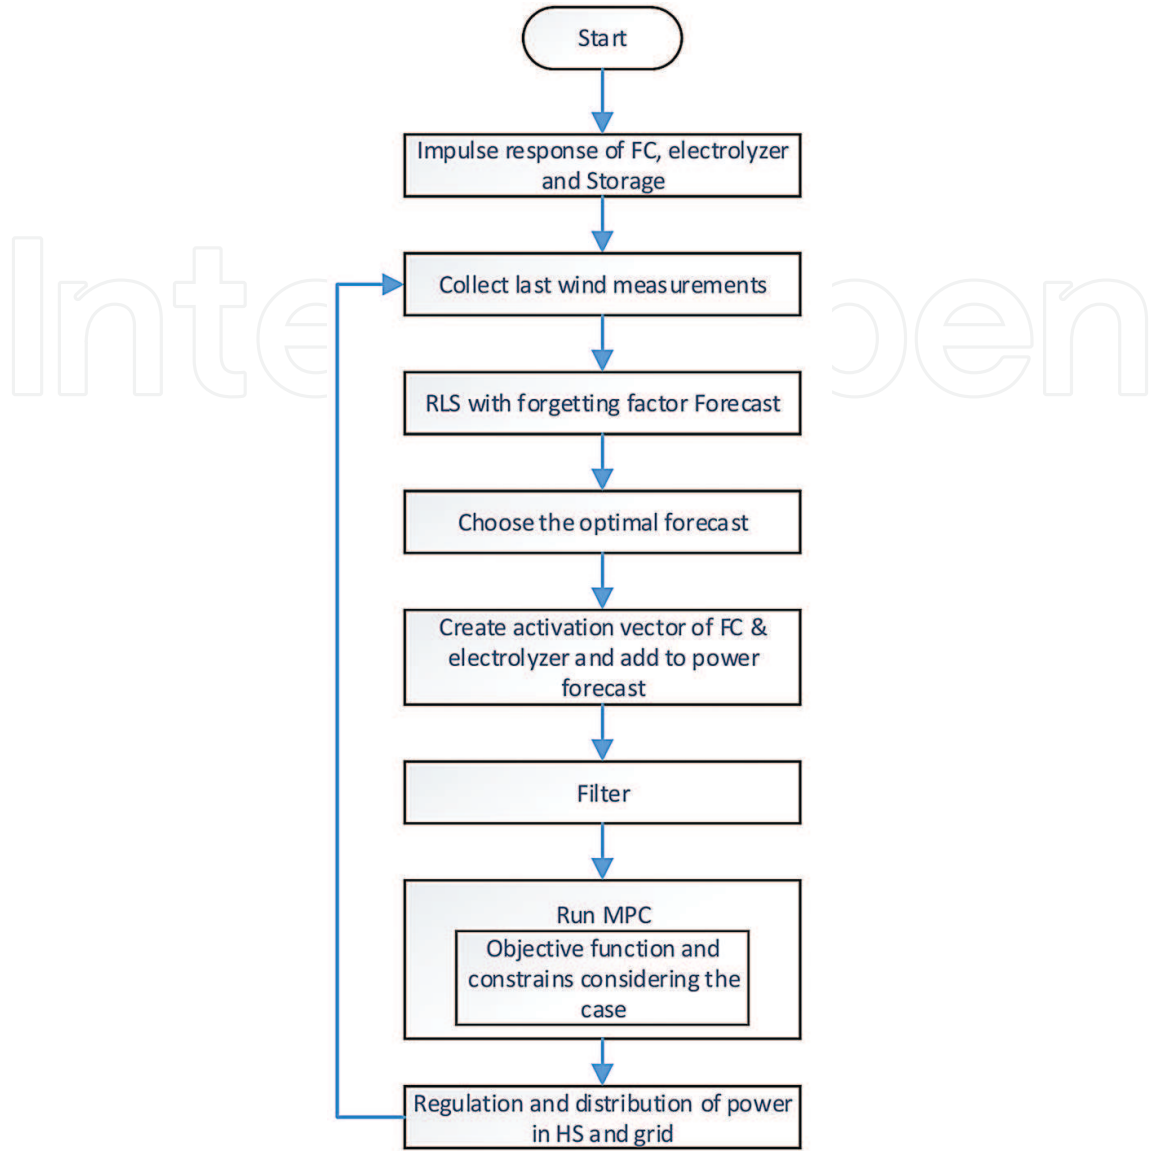 Start
Impulse response of FC, electrolyzer
and Storage
Collect last wind measurements
RLS with forgetting factor Forecast
Choose the optimal forecast
Create activation vector of FC &
electrolyzer and add to power
forecast
Filter
Run MPC
Objective function and
constrains considering the
case
Regulation and distribution of power
in HS and grid